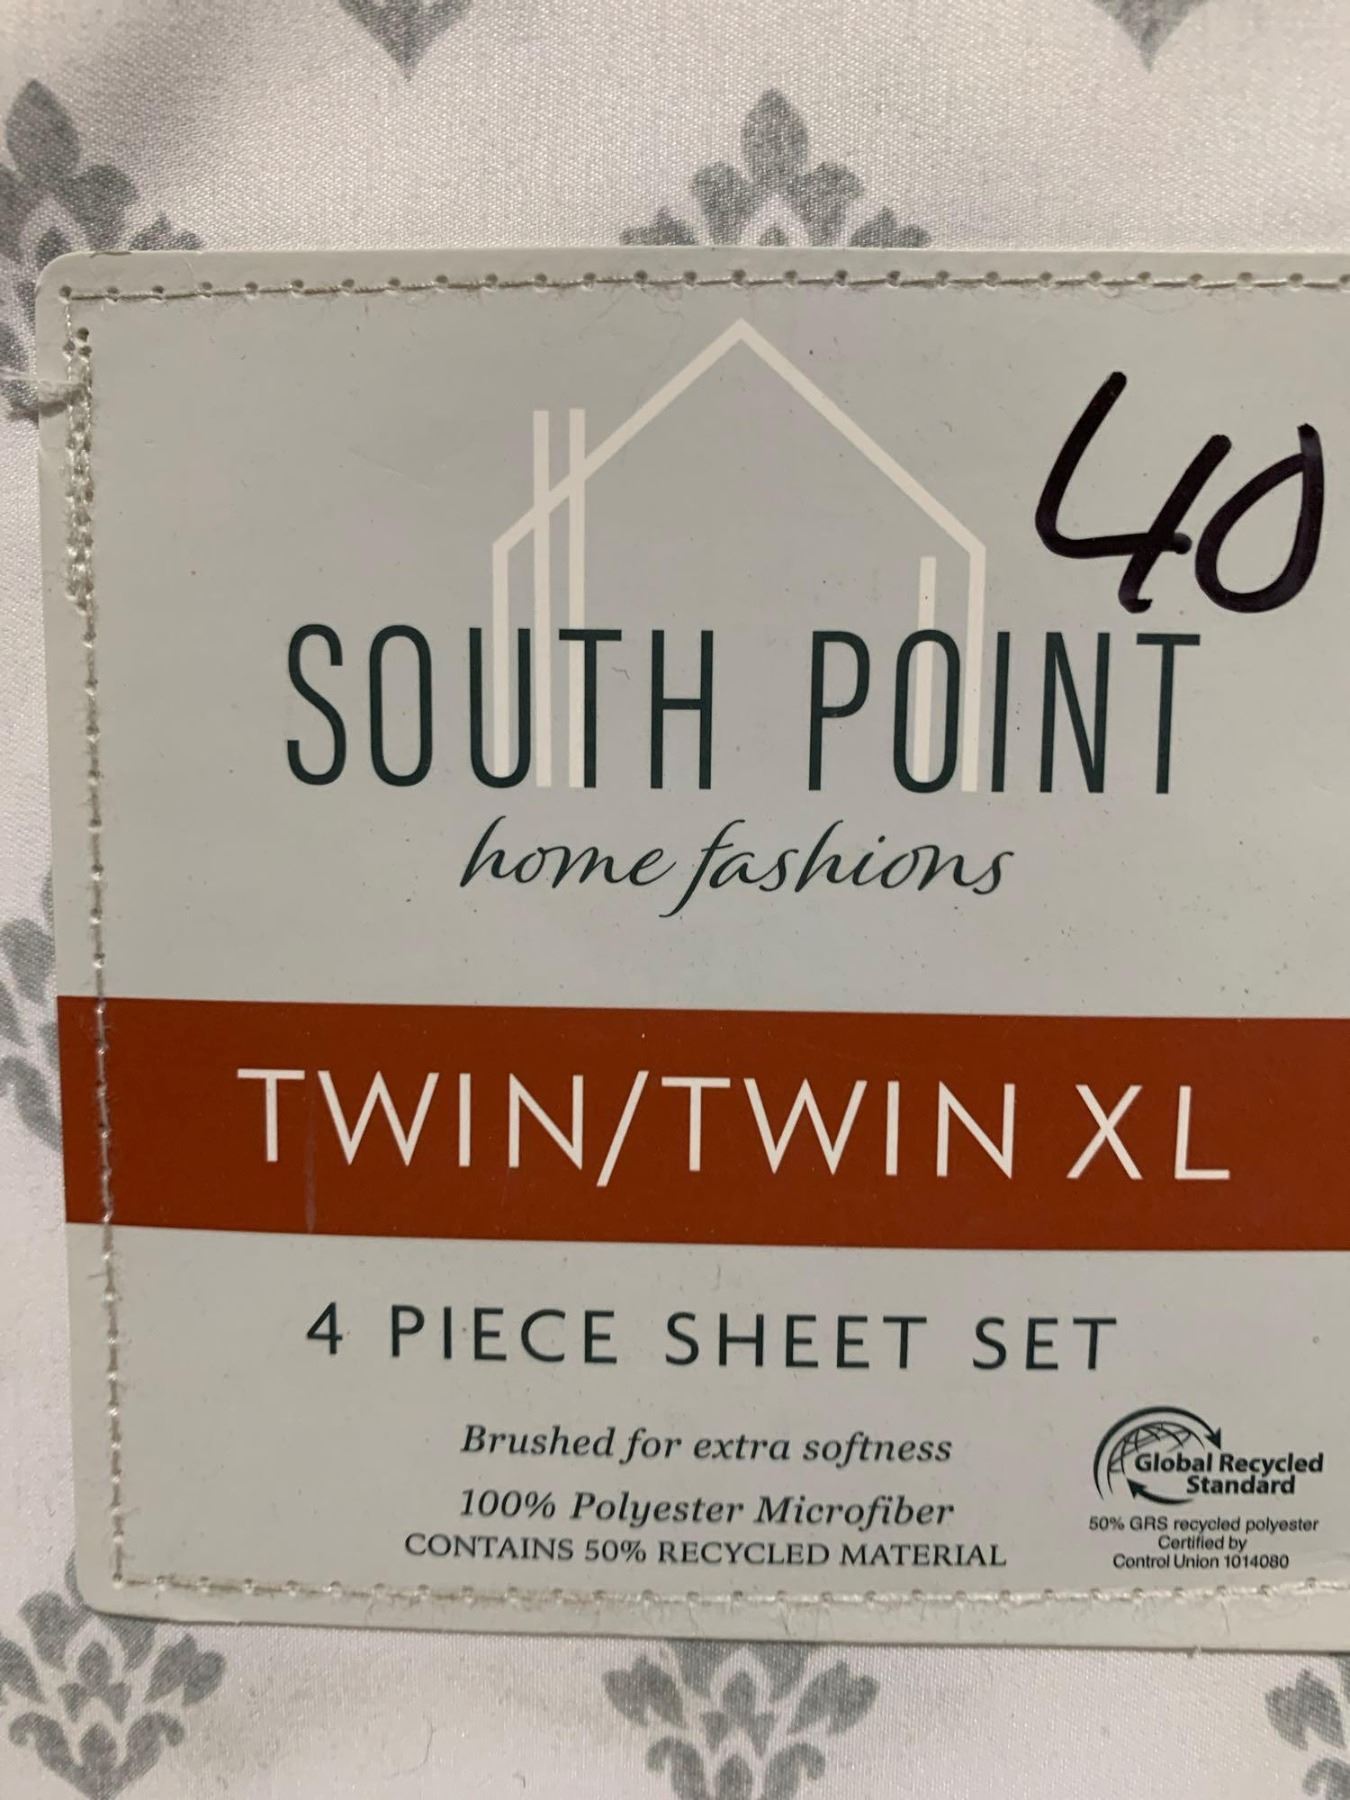 40
SOUTH POINT
home fashions
TWIN/TWIN XL
4 PIECE SHEET SET
Brushed for extra softness
100% Polyester Microfiber
CONTAINS 50% RECYCLED MATERIAL
Global Recycled
Standard
50% GRS recycled polyester
Certified by
Control Union 1014080